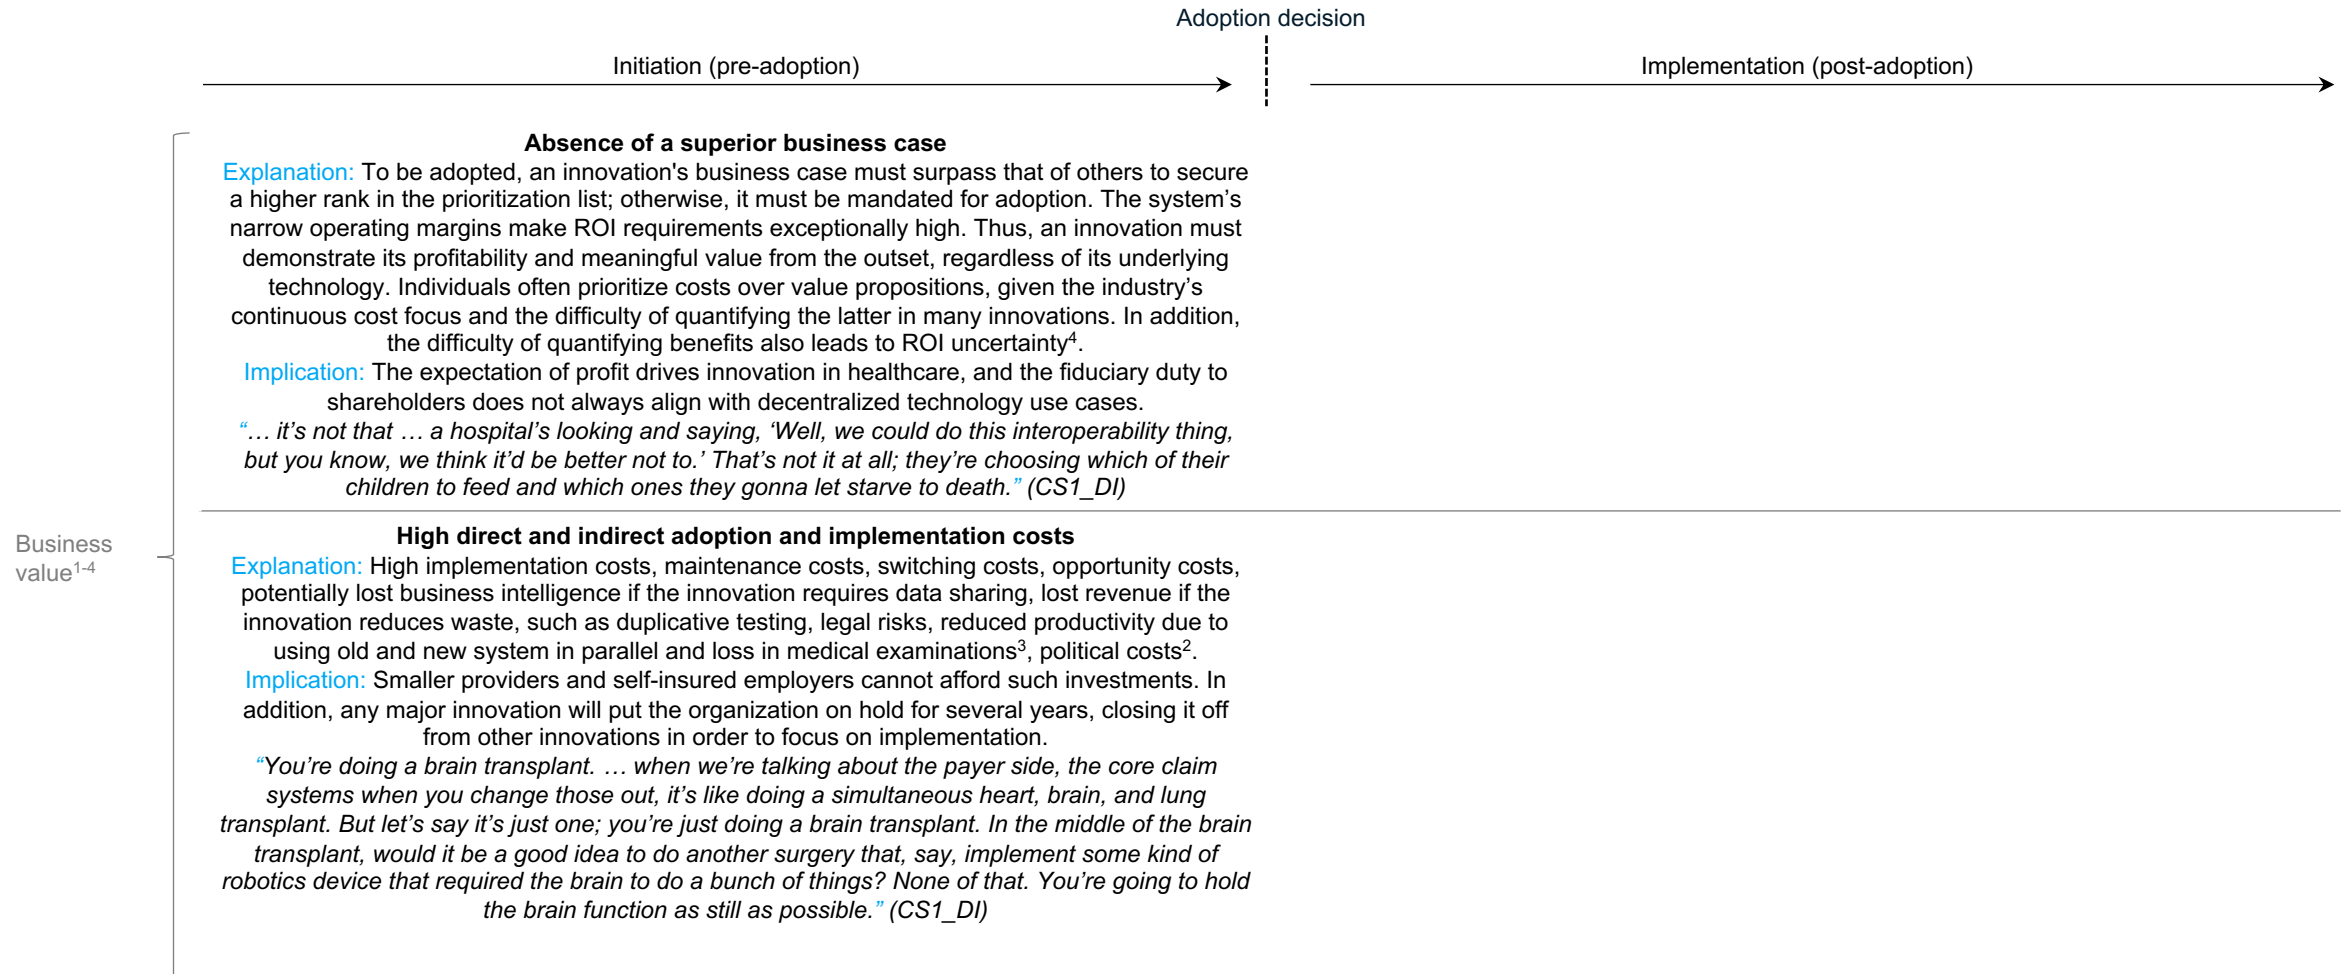 Adoption decision
Initiation (pre-adoption)
Implementation (post-adoption)
Absence of a superior business case
Explanation: To be adopted, an innovation's business case must surpass that of others to secure
a higher rank in the prioritization list; otherwise, it must be mandated for adoption. The system’s
narrow operating margins make ROI requirements exceptionally high. Thus, an innovation must
demonstrate its profitability and meaningful value from the outset, regardless of its underlying
technology. Individuals often prioritize costs over value propositions, given the industry’s
continuous cost focus and the difficulty of quantifying the latter in many innovations. In addition,
the difficulty of quantifying benefits also leads to ROI uncertainty⁴.
Implication: The expectation of profit drives innovation in healthcare, and the fiduciary duty to
shareholders does not always align with decentralized technology use cases.
“… it’s not that … a hospital’s looking and saying, ‘Well, we could do this interoperability thing,
but you know, we think it’d be better not to.’ That’s not it at all; they’re choosing which of their
children to feed and which ones they gonna let starve to death.” (CS1_DI)
Business
value¹⁻⁴
High direct and indirect adoption and implementation costs
Explanation: High implementation costs, maintenance costs, switching costs, opportunity costs,
potentially lost business intelligence if the innovation requires data sharing, lost revenue if the
innovation reduces waste, such as duplicative testing, legal risks, reduced productivity due to
using old and new system in parallel and loss in medical examinations³, political costs².
Implication: Smaller providers and self-insured employers cannot afford such investments. In
addition, any major innovation will put the organization on hold for several years, closing it off
from other innovations in order to focus on implementation.
“You’re doing a brain transplant. … when we’re talking about the payer side, the core claim
systems when you change those out, it’s like doing a simultaneous heart, brain, and lung
transplant. But let’s say it’s just one; you’re just doing a brain transplant. In the middle of the brain
transplant, would it be a good idea to do another surgery that, say, implement some kind of
robotics device that required the brain to do a bunch of things? None of that. You’re going to hold
the brain function as still as possible.” (CS1_DI)